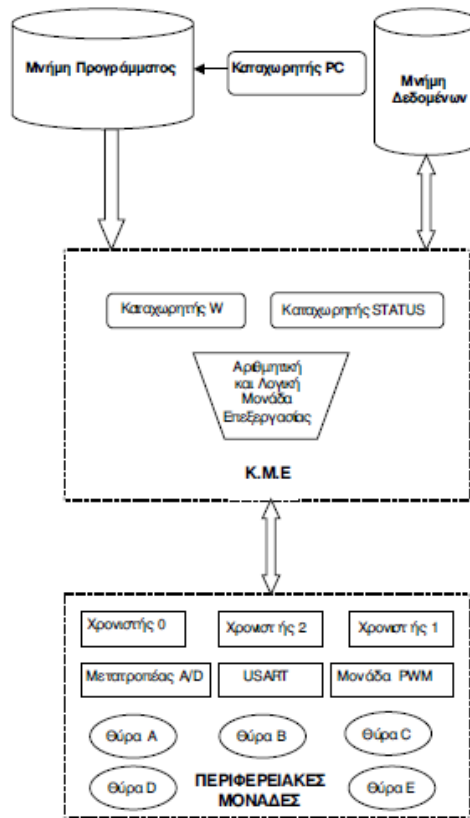 Μνήμη Προγράμματος
Καταχωρητής PC
Μνήμη
Δεδομένων
Καταχωρητής W
Καταχωρητής STATUS
Αριθμητική
και Λογική
Μονάδα
Επεξεργασίας
Κ.Μ.Ε
Χρονιστής 0
Χρονιστής 2
Χρονιστής 1
Μετατροπέας A/D
USART
Μονάδα PWM
Θύρα A
Θύρα B
Θύρα C
Θύρα D
ΠΕΡΙΦΕΡΕΙΑΚΕΣ
ΜΟΝΑΔΕΣ
Θύρα E